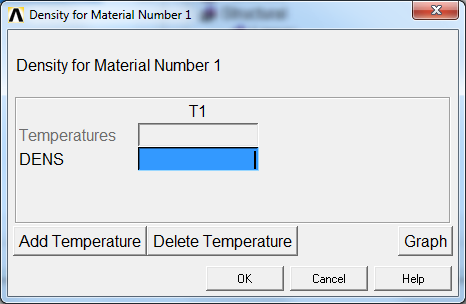 Density for Material Number 1
Structural
Density for Material Number 1
T1
Temperatures
DENS
Add Temperature Delete Temperature Graph
OK Cancel Help